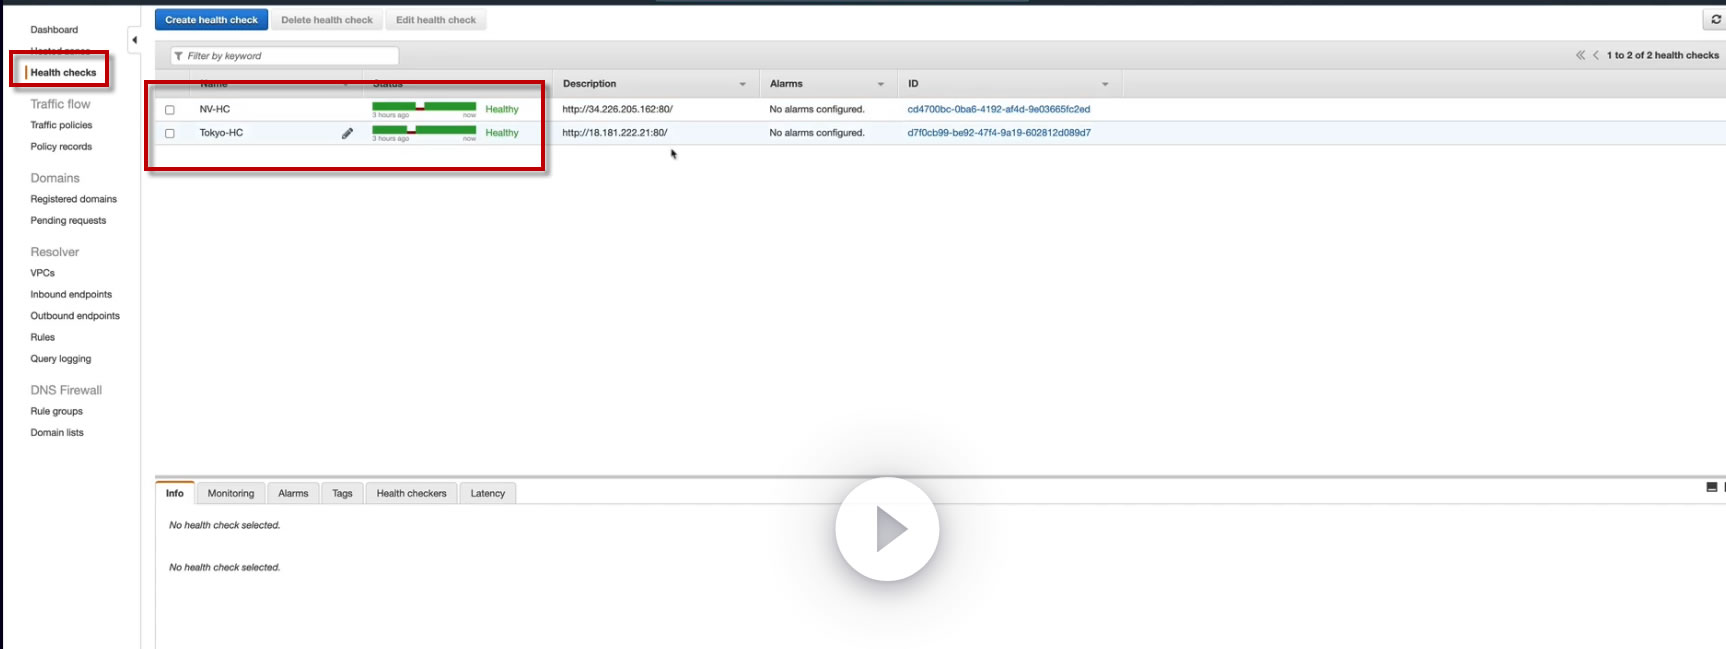 Create health check Delete health check Edit health check
Dashboard
Hosted zones
Health checks
Traffic flow
Traffic policies
Policy records
Domains
Registered domains
Pending requests
Resolver
VPCs
Inbound endpoints
Outbound endpoints
Rules
Query logging
DNS Firewall
Rule groups
Domain lists
Filter by keyword
1 to 2 of 2 health checks
Name Status Description Alarms ID
NV-HC Healthy http://34.226.205.162:80/ No alarms configured. cd4700bc-0ba6-4192-af4d-9e03665fc2ed
3 hours ago now
Tokyo-HC Healthy http://18.181.222.21:80/ No alarms configured. d7f0cb99-be92-47f4-9a19-602812d089d7
3 hours ago now
Info Monitoring Alarms Tags Health checkers Latency
No health check selected.
No health check selected.